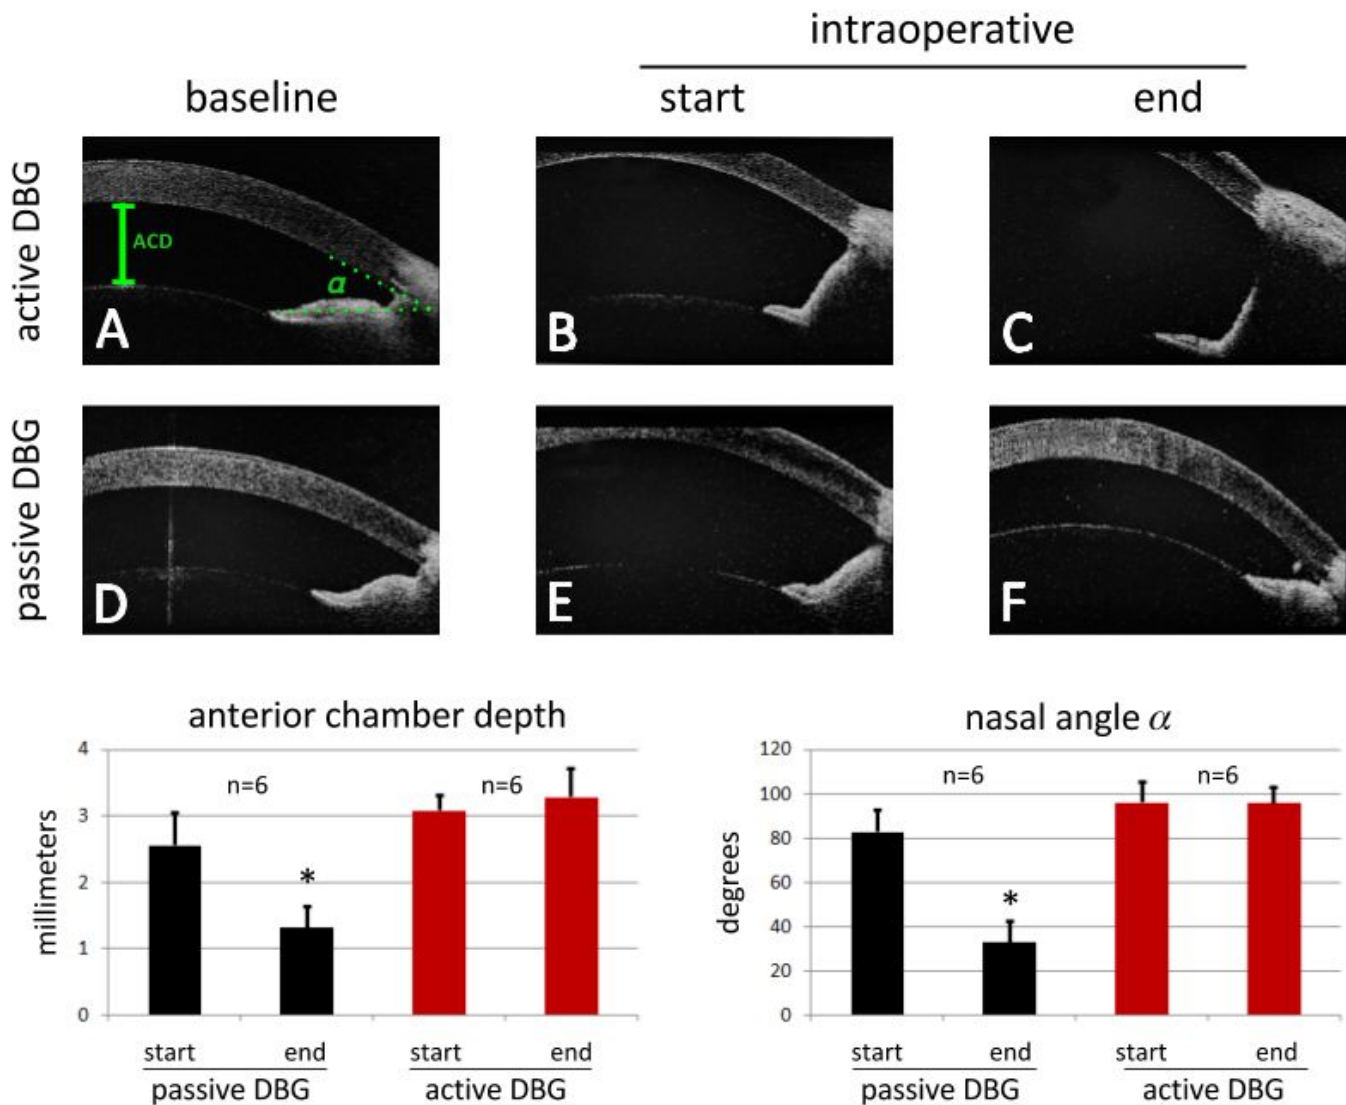 intraoperative
baseline
start
end
active DBG
ACD
α
A
B
C
passive DBG
D
E
F
anterior chamber depth
millimeters
4
3
2
1
0
n=6
n=6
*
start
end
start
end
passive DBG
active DBG
nasal angle α
degrees
120
100
80
60
40
20
0
n=6
n=6
*
start
end
start
end
passive DBG
active DBG